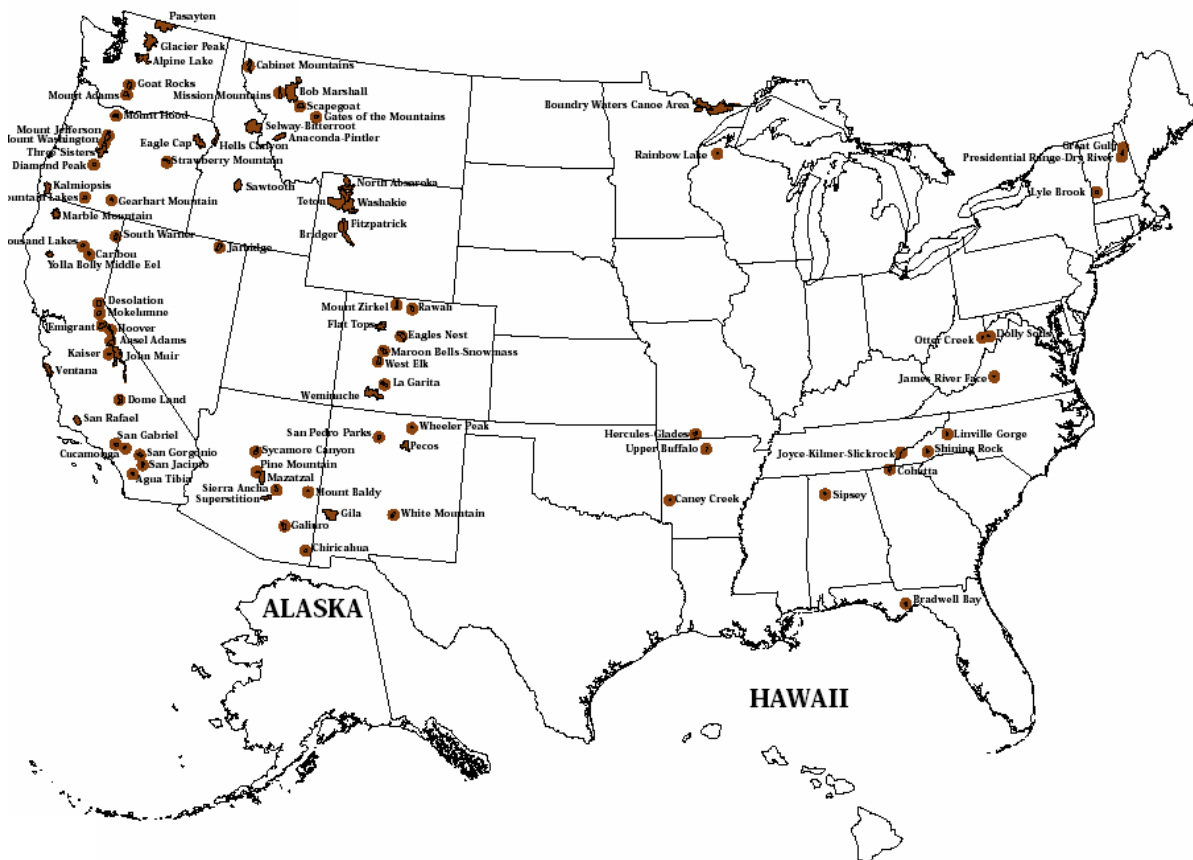 Pasayten
Glacier Peak
Alpine Lake
Goat Rocks
Mount Adams
Mount Hood
Mount Jefferson
ount Washington
Three Sisters
Diamond Peak
Eagle Cap
Hells Canyon
Strawberry Mountain
Kalmiopsis
ountain Lakes
Gearhart Mountain
Marble Mountain
South Warner
ousand Lakes
Caribou
Yolla Bolly Middle Eel
Jarbidge
Sawtooth
Cabinet Mountains
Mission Mountains
Bob Marshall
Scapegoat
Gates of the Mountains
Selway-Bitterroot
Anaconda-Pintler
North Absaroka
Teton
Washakie
Fitzpatrick
Bridger
Desolation
Mokelumne
Emigrant
Hoover
Ansel Adams
Kaiser
John Muir
Ventana
Dome Land
San Rafael
San Gabriel
Cucamonga
San Gorgonio
San Jacinto
Agua Tibia
Mount Zirkel
Rawah
Flat Tops
Eagles Nest
Maroon Bells-Snowmass
West Elk
La Garita
Weminuche
San Pedro Parks
Wheeler Peak
Pecos
Sycamore Canyon
Pine Mountain
Mazatzal
Sierra Ancha
Superstition
Mount Baldy
Gila
White Mountain
Galiuro
Chiricahua
Boundry Waters Canoe Area
Rainbow Lake
Great Gulf
Presidential Range-Dry River
Lyle Brook
Otter Creek
Dolly Sods
James River Face
Hercules-Glades
Upper Buffalo
Caney Creek
Linville Gorge
Shining Rock
Joyce-Kilmer-Slickrock
Cohutta
Sipsey
Bradwell Bay
ALASKA
HAWAII